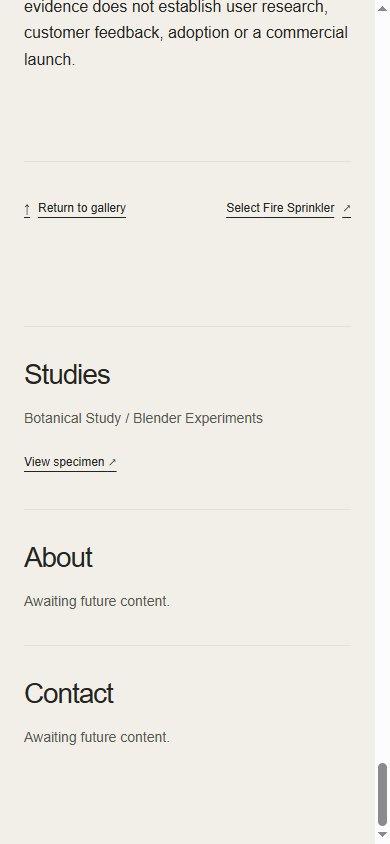 evidence does not establish user research,
customer feedback, adoption or a commercial
launch.
↑ Return to gallery
Select Fire Sprinkler ↗
Studies
Botanical Study / Blender Experiments
View specimen ↗
About
Awaiting future content.
Contact
Awaiting future content.